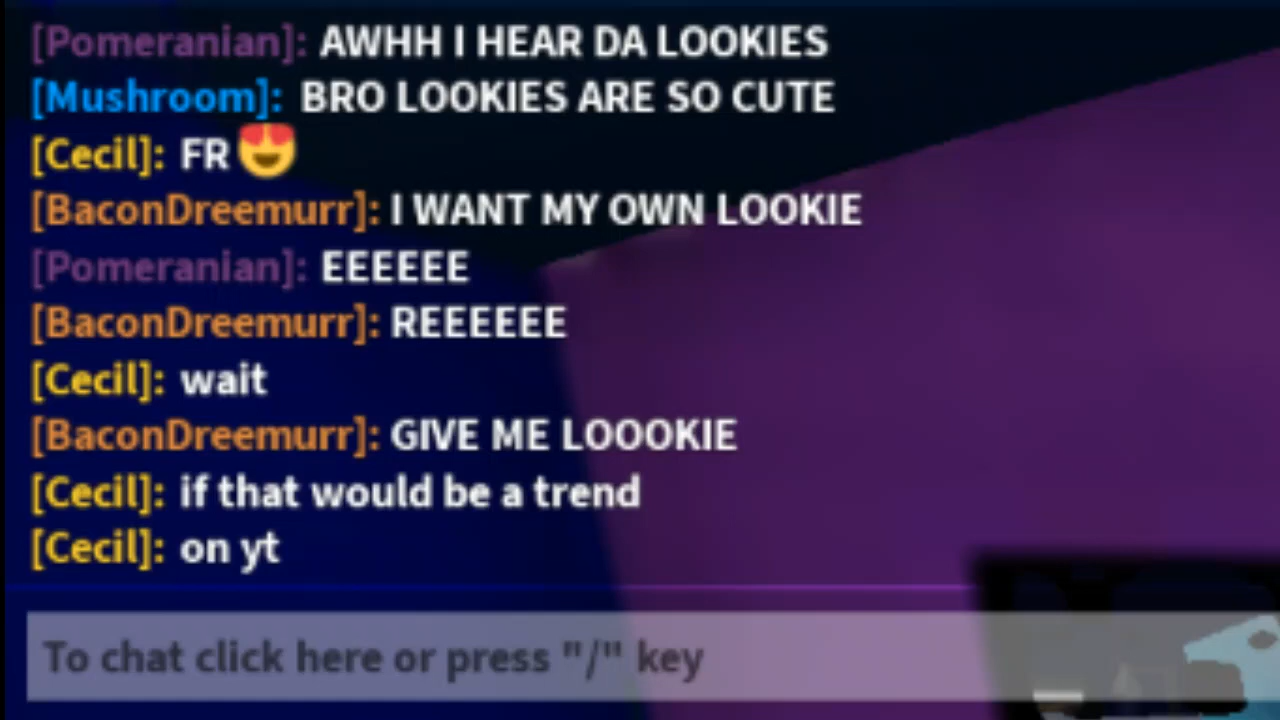 [Pomeranian]: AWHH I HEAR DA LOOKIES
[Mushroom]: BRO LOOKIES ARE SO CUTE
[Cecil]: FR 😍
[BaconDreemurr]: I WANT MY OWN LOOKIE
[Pomeranian]: EEEEEE
[BaconDreemurr]: REEEEEE
[Cecil]: wait
[BaconDreemurr]: GIVE ME LOOOKIE
[Cecil]: if that would be a trend
[Cecil]: on yt
To chat click here or press "/" key